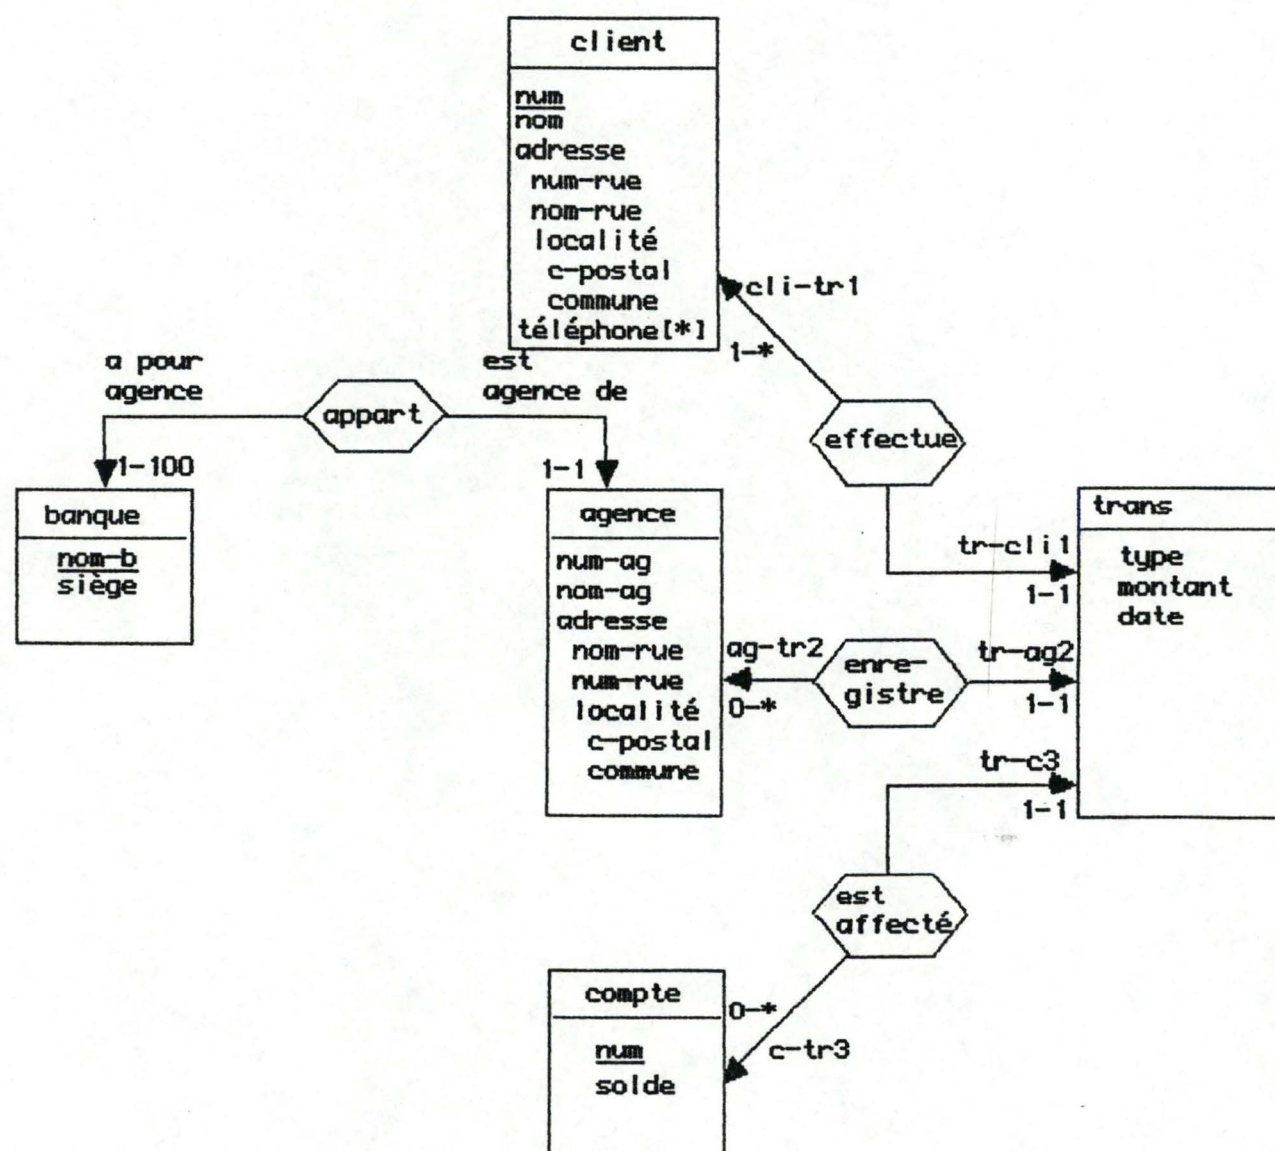 client
num
nom
adresse
num-rue
nom-rue
localité
c-postal
commune
téléphone[*]
cli-tr1
1-*
a pour
agence
appart
est
agence de
effectue
1-100
1-1
banque
nom-b
siège
agence
num-ag
nom-ag
adresse
nom-rue
num-rue
localité
c-postal
commune
trans
type
montant
date
tr-cli1
1-1
ag-tr2
0-*
enre-
gistre
tr-ag2
1-1
tr-c3
1-1
est
affecté
compte
num
solde
0-*
c-tr3